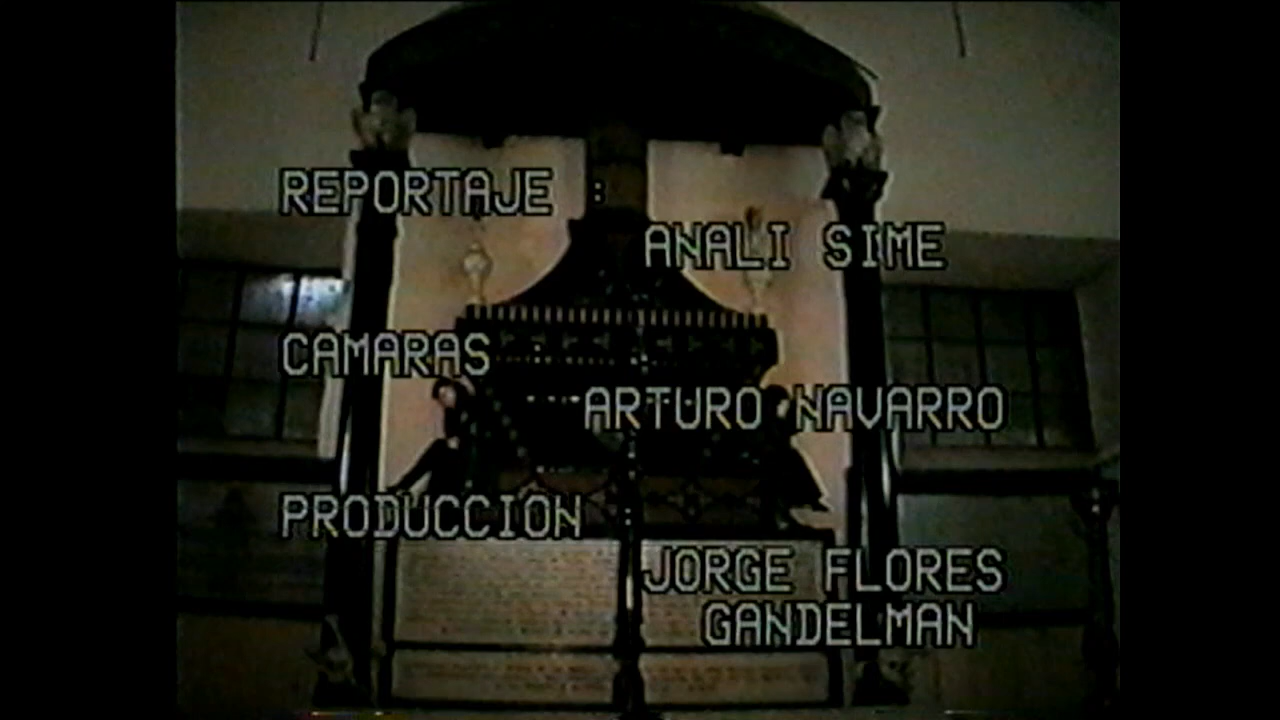 REPORTAJE :
ANALI SIME
CAMARAS :
ARTURO NAVARRO
PRODUCCION :
JORGE FLORES
GANDELMAN